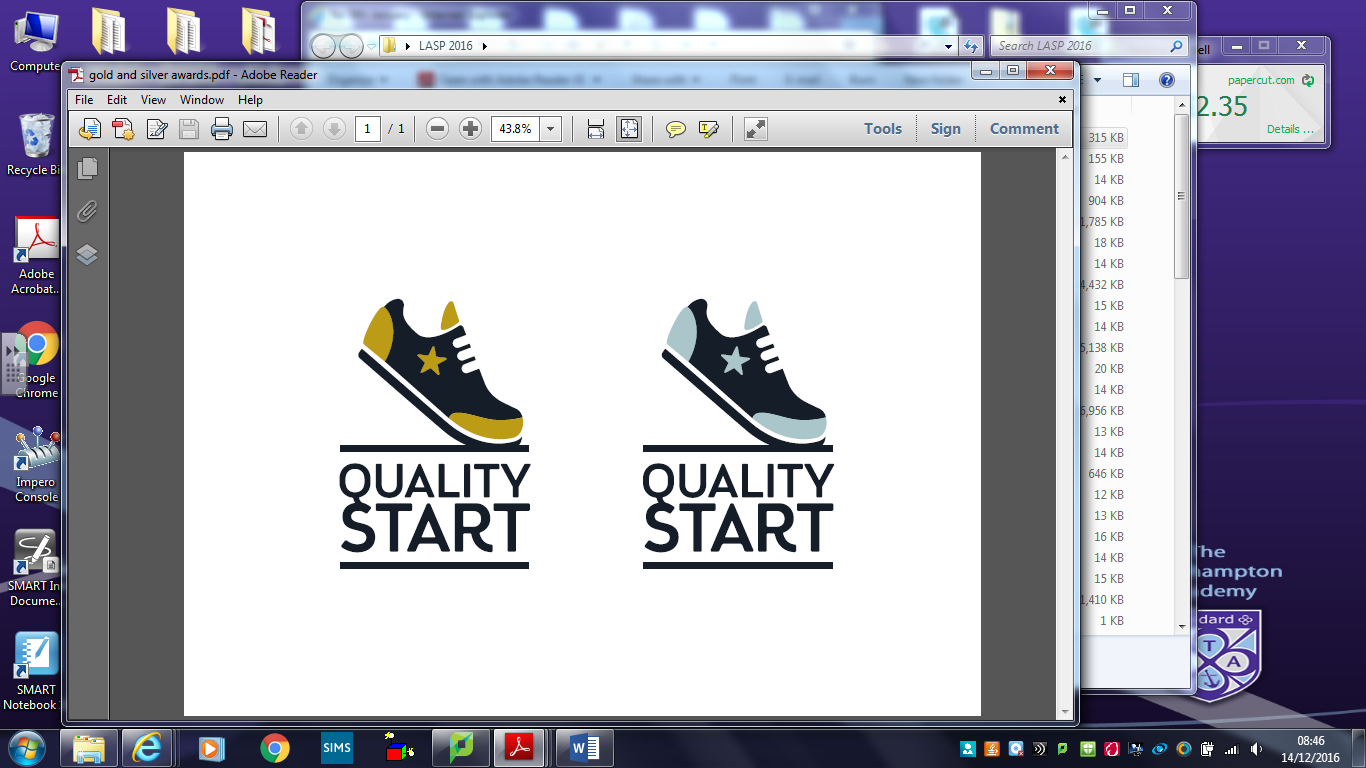 Compute
Recycle Bi
Adobe
Acrobat..
Google
Chrome
Impero
Console
SMART In
Docume..
SMART
Notebook
LASP 2016
Search LASP 2016
ell
papercut.com
2.35
Details ...
gold and silver awards.pdf - Adobe Reader
File Edit View Window Help
1 / 1
43.8%
Tools Sign Comment
QUALITY
START
QUALITY
START
315 KB
155 KB
14 KB
904 KB
1,785 KB
18 KB
14 KB
4,432 KB
15 KB
14 KB
5,138 KB
20 KB
14 KB
5,956 KB
13 KB
14 KB
646 KB
12 KB
13 KB
16 KB
14 KB
15 KB
1,410 KB
1 KB
The
hampton
demy
dard
T
A
SIMS
08:46
14/12/2016